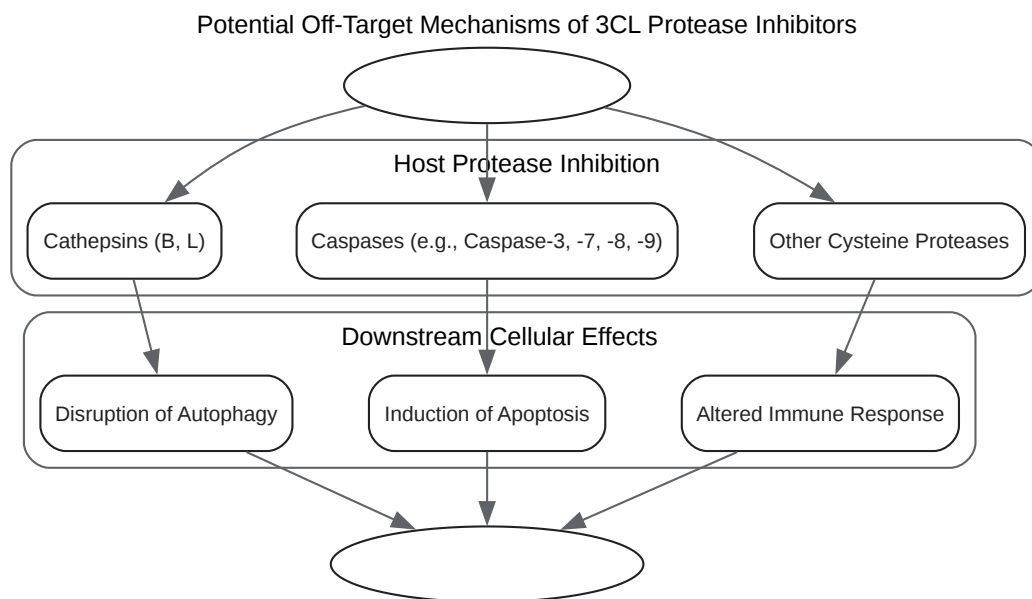 Potential Off-Target Mechanisms of 3CL Protease Inhibitors
Host Protease Inhibition
Cathepsins (B, L)
Caspases (e.g., Caspase-3, -7, -8, -9)
Other Cysteine Proteases
Downstream Cellular Effects
Disruption of Autophagy
Induction of Apoptosis
Altered Immune Response